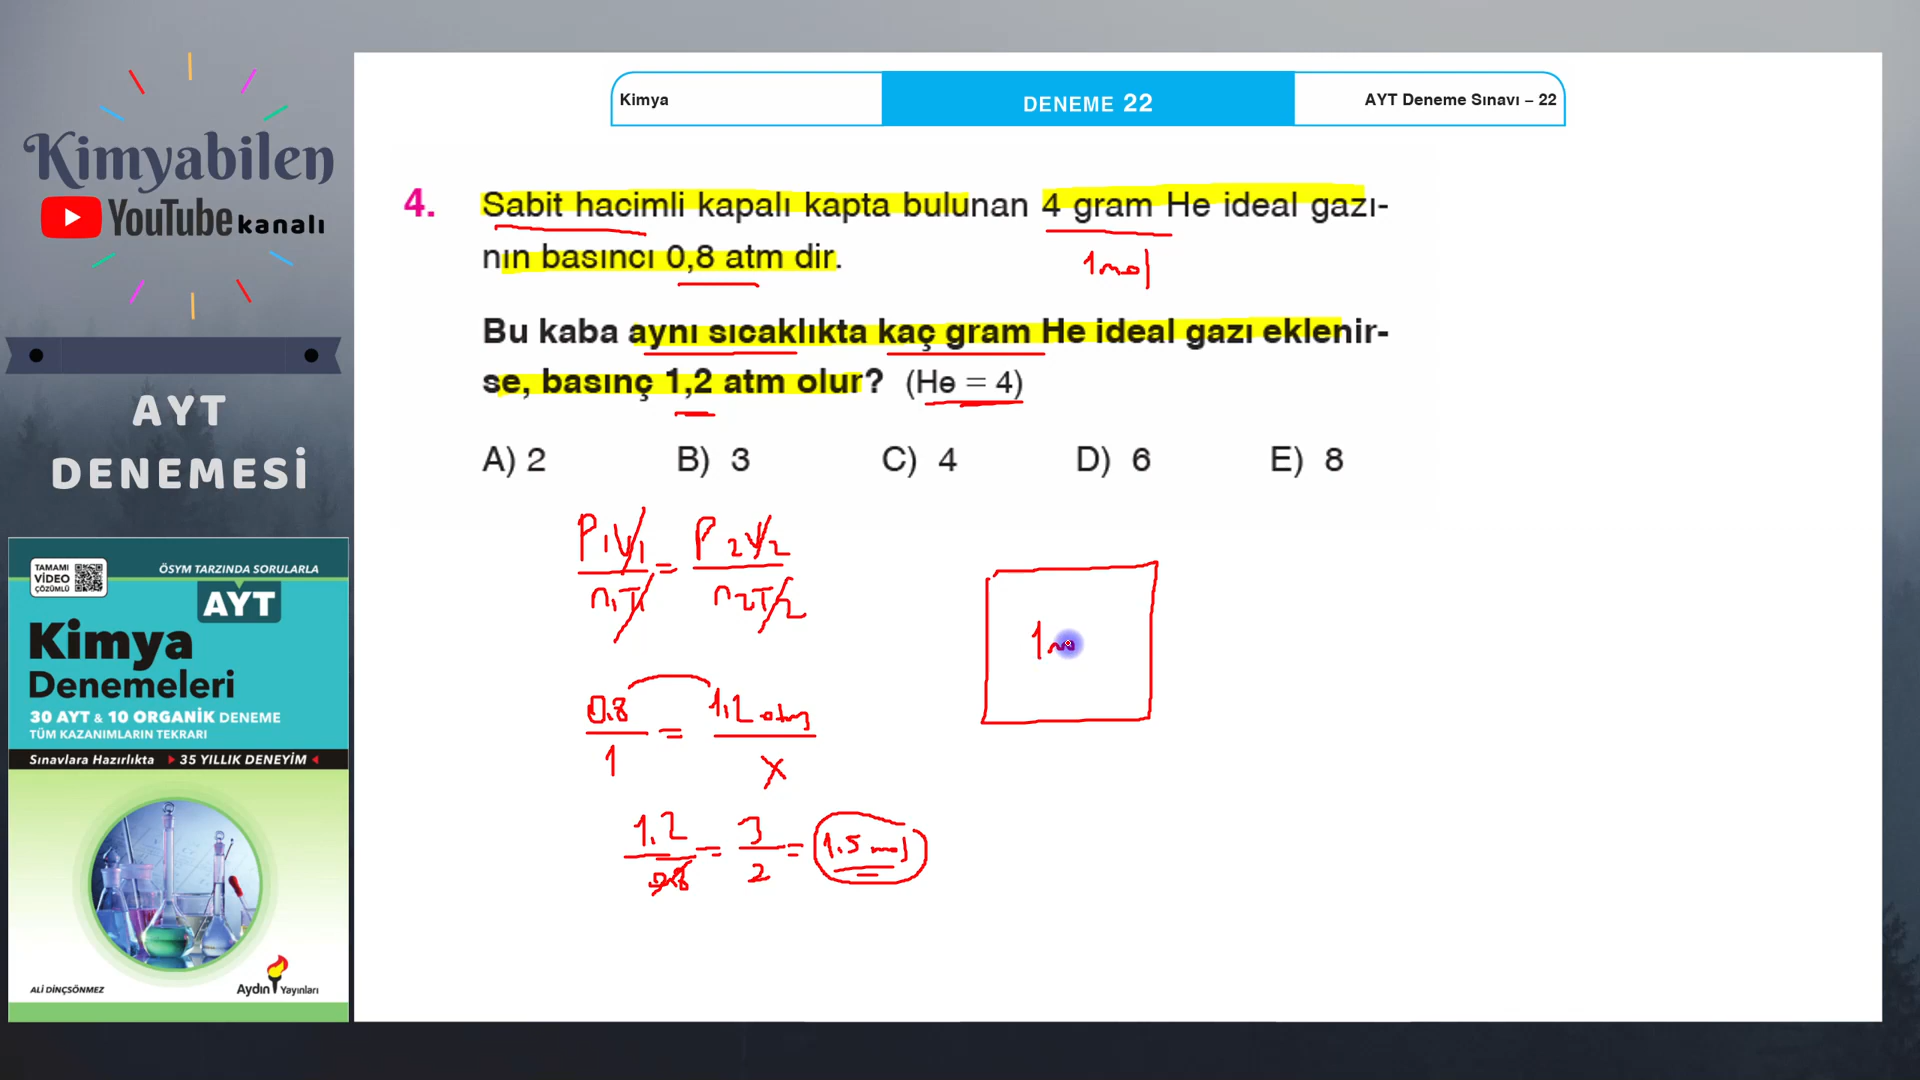 Kimyabilen
YouTube kanalı
AYT
DENEMESİ
TAMAMI
VİDEO
ÇÖZÜMLÜ
ÖSYM TARZINDA SORULARLA
AYT
Kimya
Denemeleri
30 AYT & 10 ORGANİK DENEME
TÜM KAZANIMLARIN TEKRARI
Sınavlara Hazırlıkta 35 YILLIK DENEYİM
ALİ DİNÇSÖNMEZ
Aydın Yayınları
Kimya
DENEME 22
AYT Deneme Sınavı – 22
4. Sabit hacimli kapalı kapta bulunan 4 gram He ideal gazı-
nın basıncı 0,8 atm dir.
1mol
Bu kaba aynı sıcaklıkta kaç gram He ideal gazı eklenir-
se, basınç 1,2 atm olur? (He = 4)
A) 2 B) 3 C) 4 D) 6 E) 8
P1V1 = P2V2
n1T1 n2T2
0.8 = 1.2 atm
1 x
1.2 = 3 = 1.5 mol
0.8 2
1mo